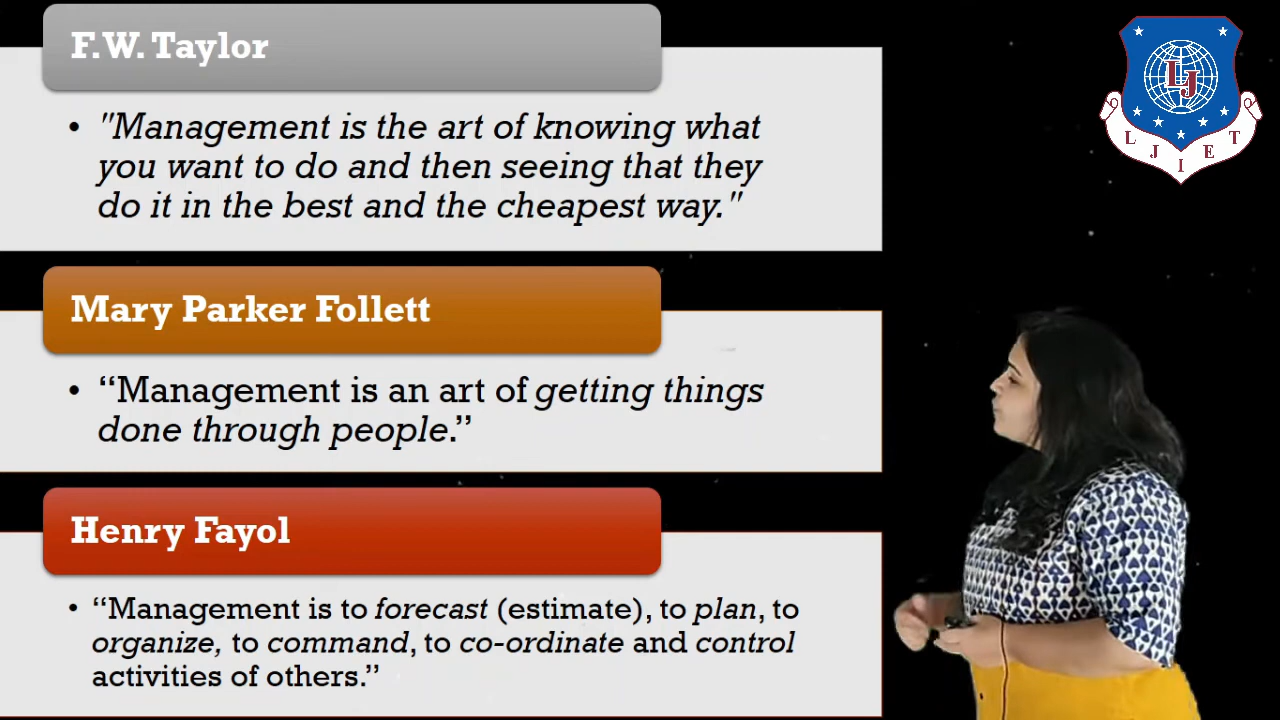 F.W. Taylor
• "Management is the art of knowing what
you want to do and then seeing that they
do it in the best and the cheapest way."
Mary Parker Follett
• “Management is an art of getting things
done through people.”
Henry Fayol
• “Management is to forecast (estimate), to plan, to
organize, to command, to co-ordinate and control
activities of others.”
LJ
LJIET